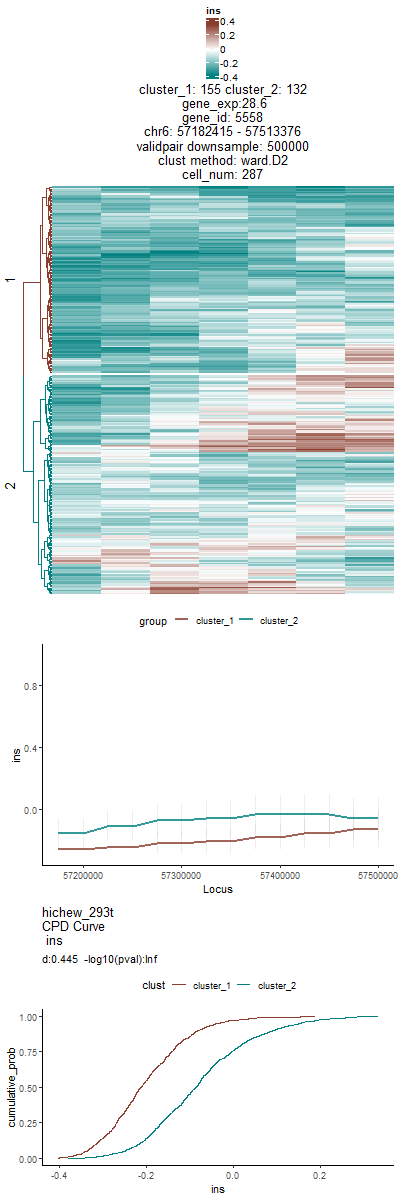 ins
0.4
0.2
0
-0.2
-0.4
cluster_1: 155 cluster_2: 132
gene_exp:28.6
gene_id: 5558
chr6: 57182415 - 57513376
validpair downsample: 500000
clust method: ward.D2
cell_num: 287
1
2
group cluster_1 cluster_2
ins
0.8
0.4
0.0
57200000 57300000 57400000 57500000
Locus
hichew_293t
CPD Curve
ins
d:0.445 -log10(pval):Inf
clust cluster_1 cluster_2
cumulative_prob
1.00
0.75
0.50
0.25
0.00
-0.4 -0.2 0.0 0.2
ins